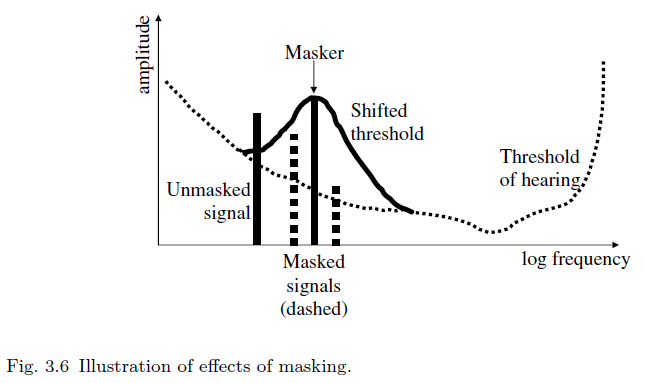 amplitude
Masker
Shifted
threshold
Threshold
of hearing
Unmasked
signal
log frequency
Masked
signals
(dashed)
Fig. 3.6 Illustration of effects of masking.